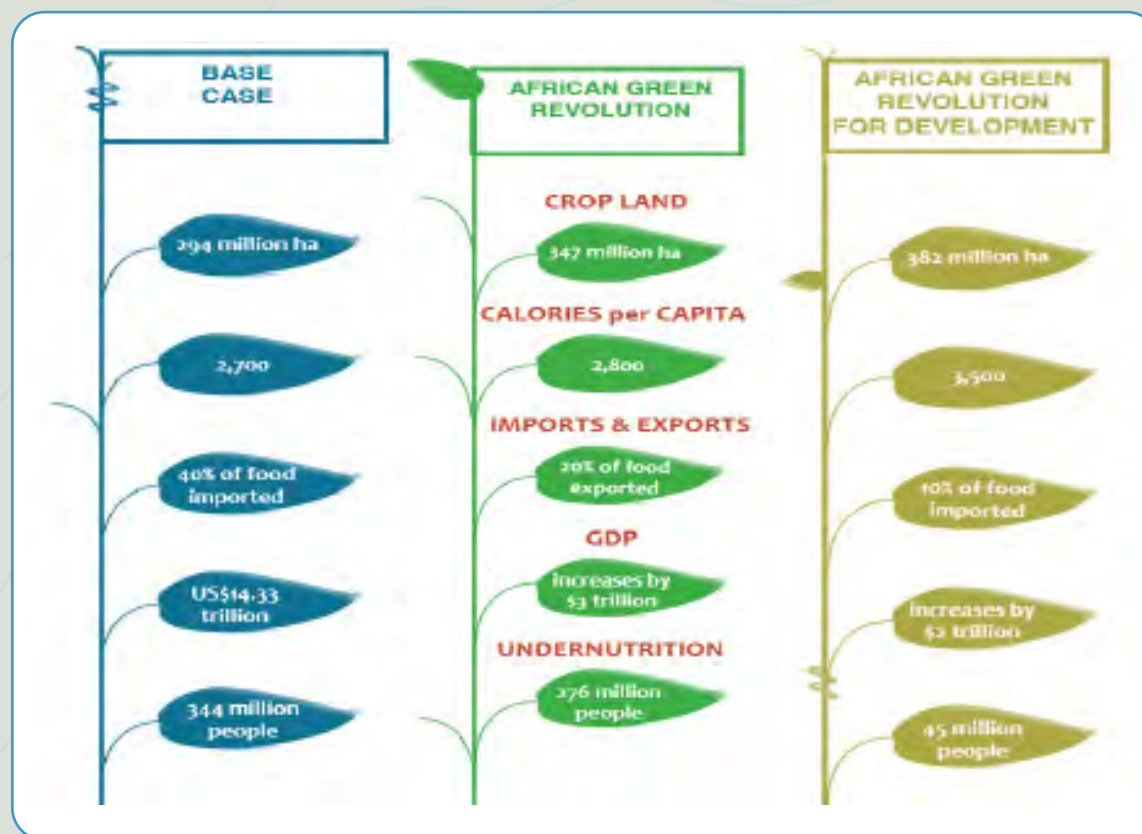 BASE
CASE
AFRICAN GREEN
REVOLUTION
AFRICAN GREEN
REVOLUTION
FOR DEVELOPMENT
CROP LAND
294 million ha
347 million ha
382 million ha
CALORIES per CAPITA
2,700
2,800
3,500
IMPORTS & EXPORTS
40% of food
imported
20% of food
exported
10% of food
imported
GDP
US$14.33
trillion
increases by
$3 trillion
increases by
$2 trillion
UNDERNUTRITION
344 million
people
276 million
people
45 million
people